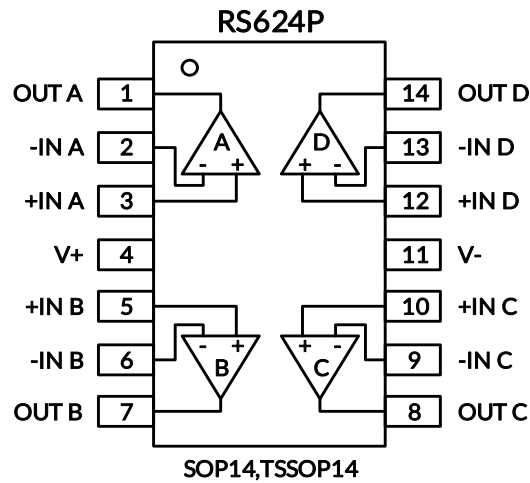 RS624P
OUT A 1 14 OUT D
-IN A 2 A D 13 -IN D
- + + -
+IN A 3 12 +IN D
V+ 4 11 V-
+IN B 5 10 +IN C
- + + -
-IN B 6 B C 9 -IN C
OUT B 7 8 OUT C
SOP14,TSSOP14